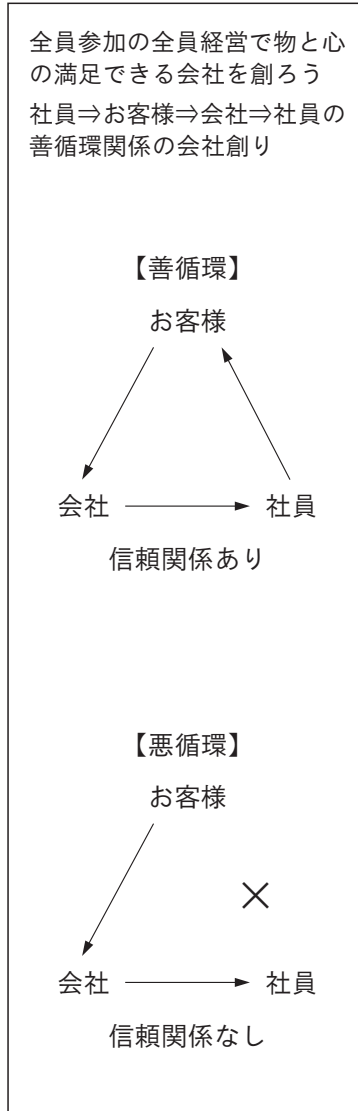 全員参加の全員経営で物と心
の満足できる会社を創ろう
社員⇒お客様⇒会社⇒社員の
善循環関係の会社創り
【善循環】
お客様
会社
社員
信頼関係あり
【悪循環】
お客様
×
会社
社員
信頼関係なし